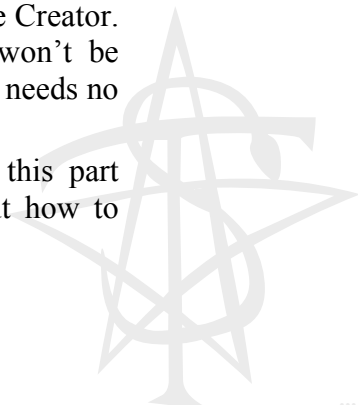 e Creator.
won’t be
needs no
this part
t how to